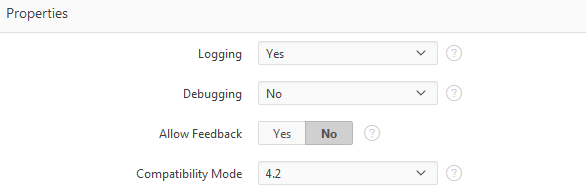 Properties
Logging Yes ?
Debugging No ?
Allow Feedback Yes No ?
Compatibility Mode 4.2 ?